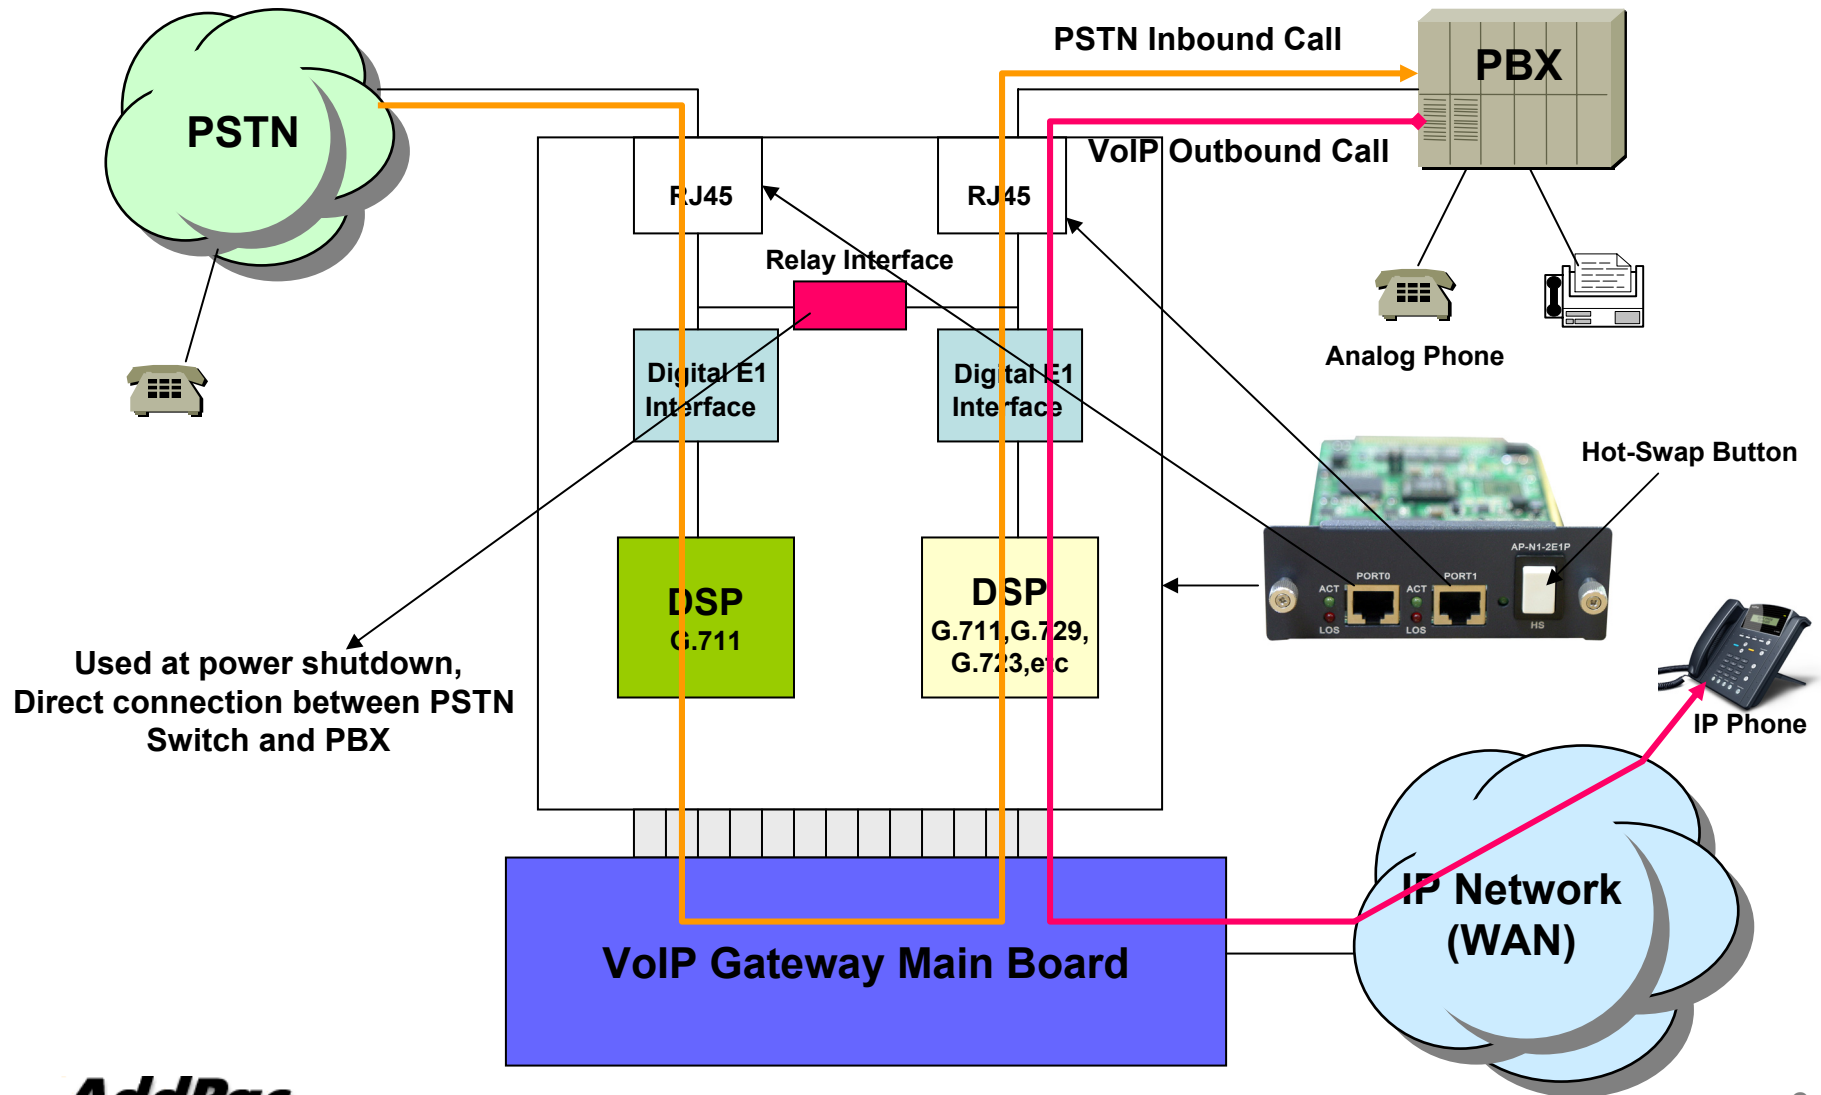 PSTN Inbound Call
PBX
PSTN
VoIP Outbound Call
RJ45
RJ45
Relay Interface
Analog Phone
Digital E1
Interface
Digital E1
Interface
Hot-Swap Button
AP-N1-2E1P
PORT0
PORT1
ACT
ACT
LOS
LOS
HS
DSP
G.711
DSP
G.711,G.729,
G.723,etc
Used at power shutdown,
Direct connection between PSTN
Switch and PBX
IP Phone
IP Network
(WAN)
VoIP Gateway Main Board
AddPac